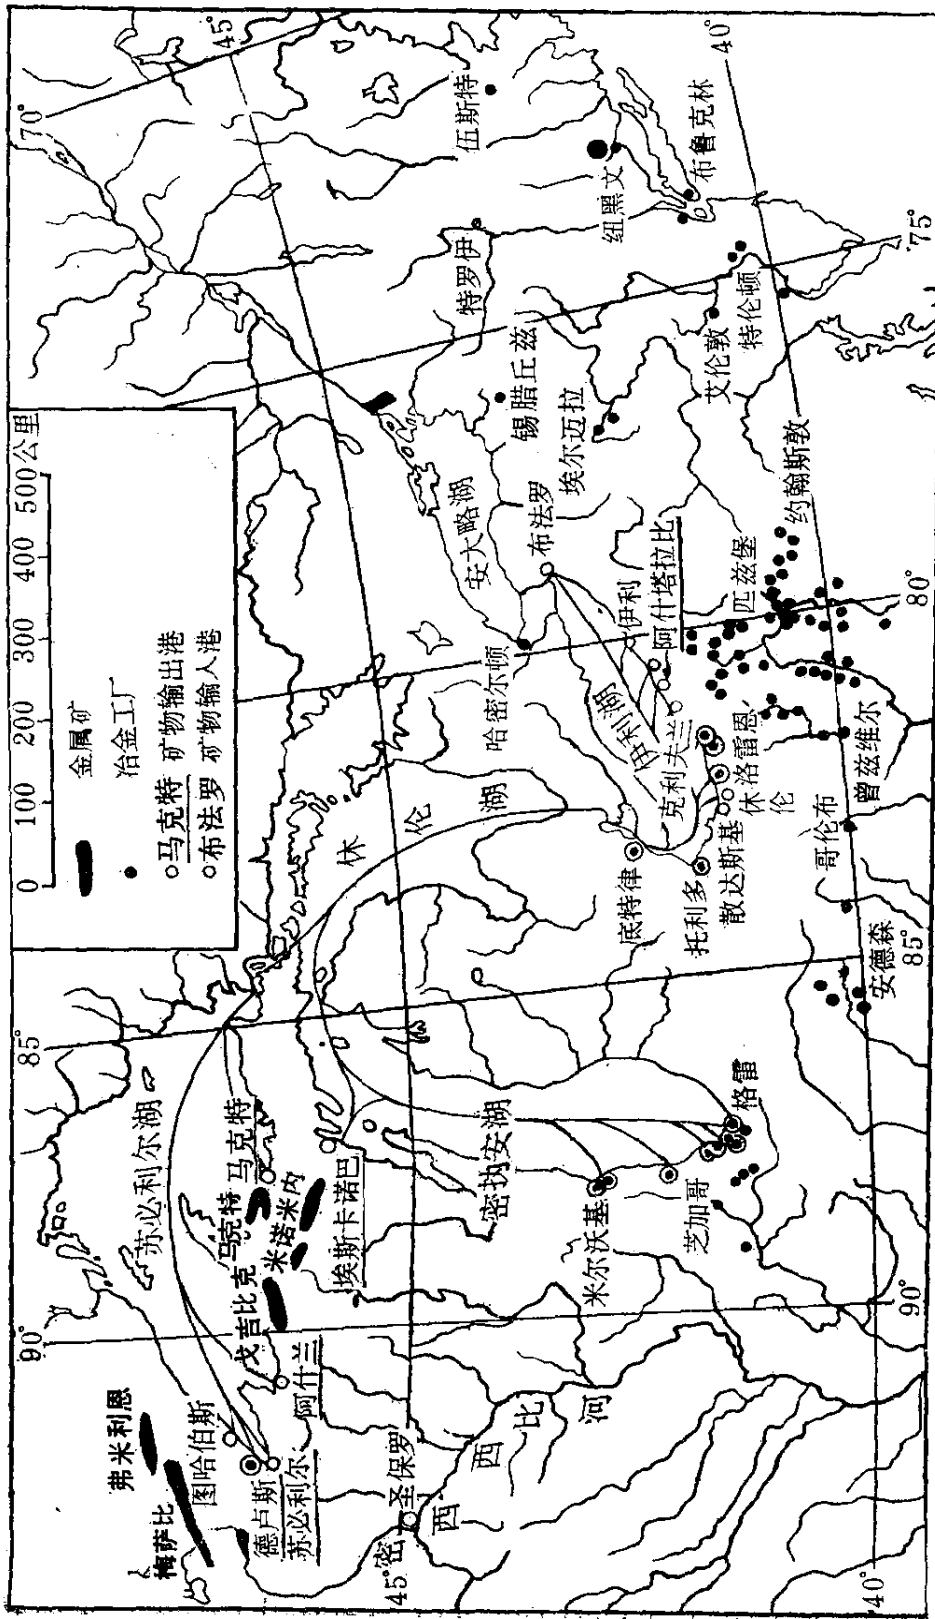 0 100 200 300 400 500公里
金属矿
冶金工厂
马克特 矿物输出港
布法罗 矿物输入港
90°
85°
70°
45°
弗米利恩
梅萨比
图哈伯斯
德卢斯
苏必利尔
阿什兰
戈吉比克
马克特
马克特
米诺米内
埃斯卡诺巴
苏必利尔湖
休伦湖
安大略湖
哈密尔顿
布法罗
锡腊丘兹
特罗伊
伍斯特
埃尔迈拉
纽黑文
布鲁克林
40°
45°
圣保罗
密西西比河
密执安湖
米尔沃基
芝加哥
格雷
底特律
托利多
散达斯基
休伦
洛雷恩
克利夫兰
伊利湖
伊利
阿什塔拉比
匹兹堡
约翰斯敦
艾伦敦
特伦顿
曾兹维尔
哥伦布
安德森
40°
90°
85°
80°
75°